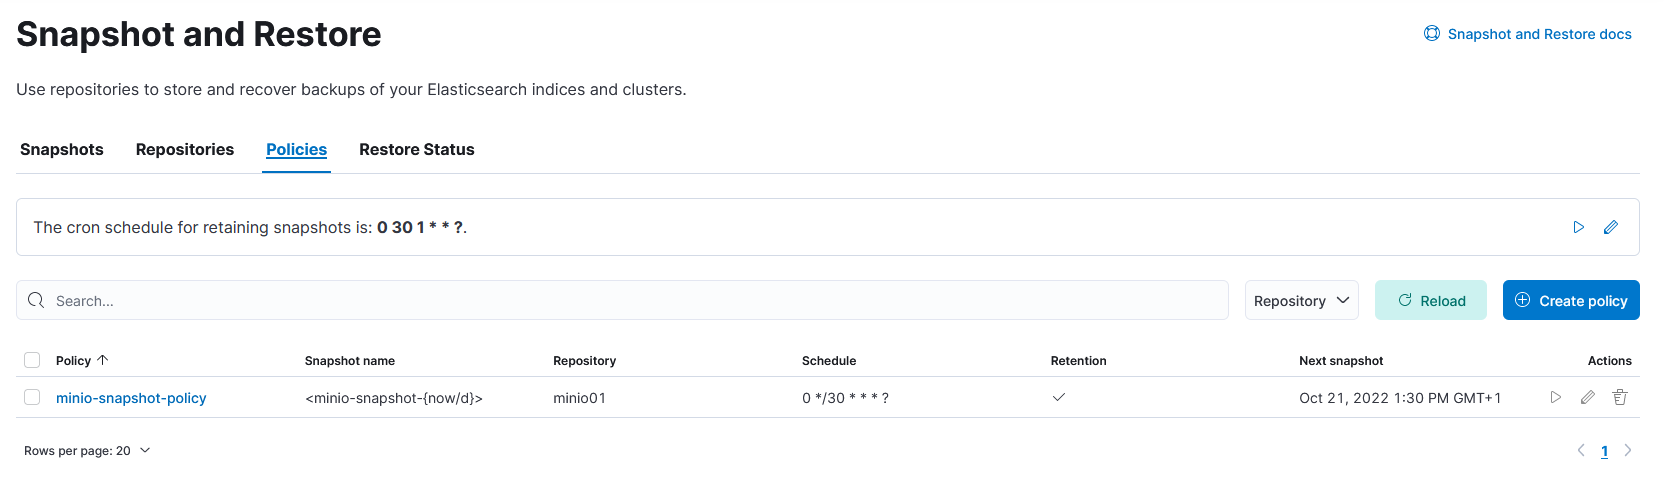 Snapshot and Restore
Snapshot and Restore docs
Use repositories to store and recover backups of your Elasticsearch indices and clusters.
Snapshots Repositories Policies Restore Status
The cron schedule for retaining snapshots is: 0 30 1 * * ?.
Search... Repository Reload Create policy
Policy Snapshot name Repository Schedule Retention Next snapshot Actions
minio-snapshot-policy <minio-snapshot-{now/d}> minio01 0 */30 * * * ? Oct 21, 2022 1:30 PM GMT+1
Rows per page: 20 1